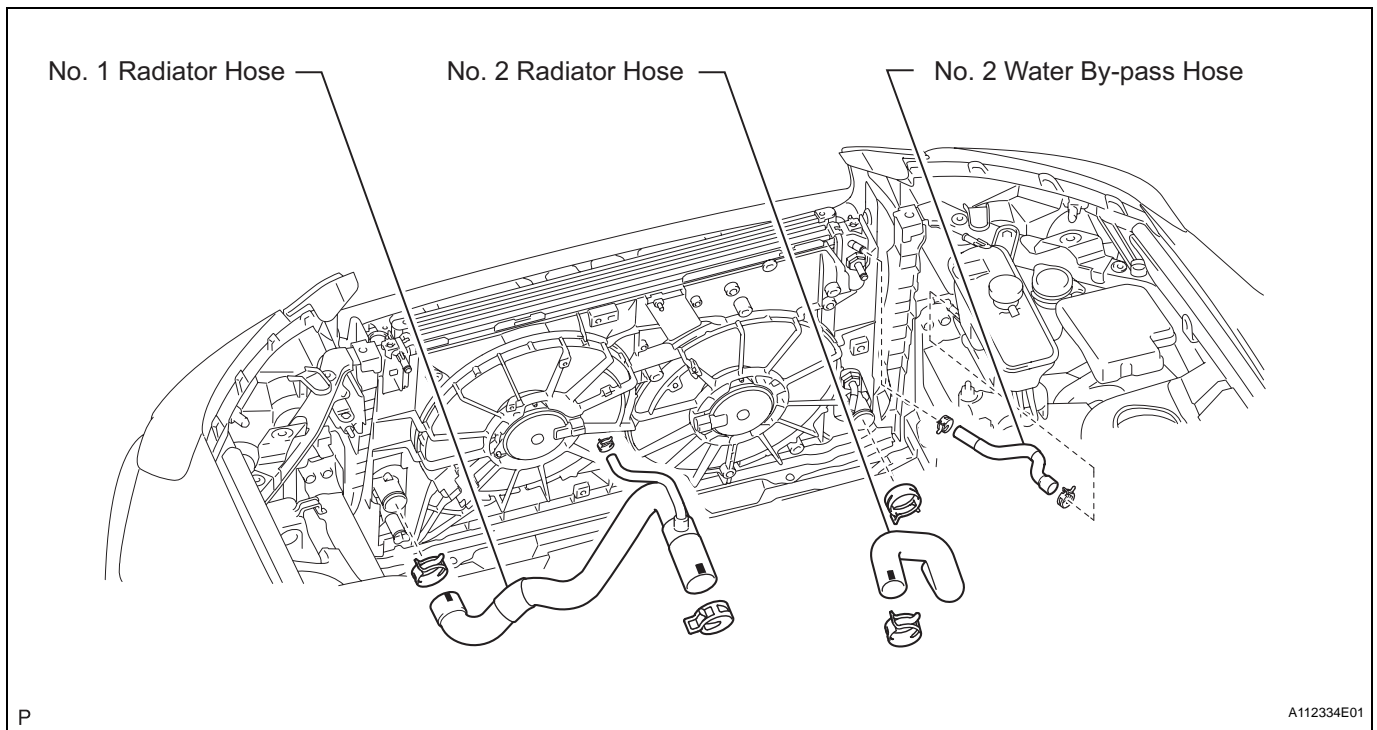 No. 1 Radiator Hose
No. 2 Radiator Hose
No. 2 Water By-pass Hose
P
A112334E01